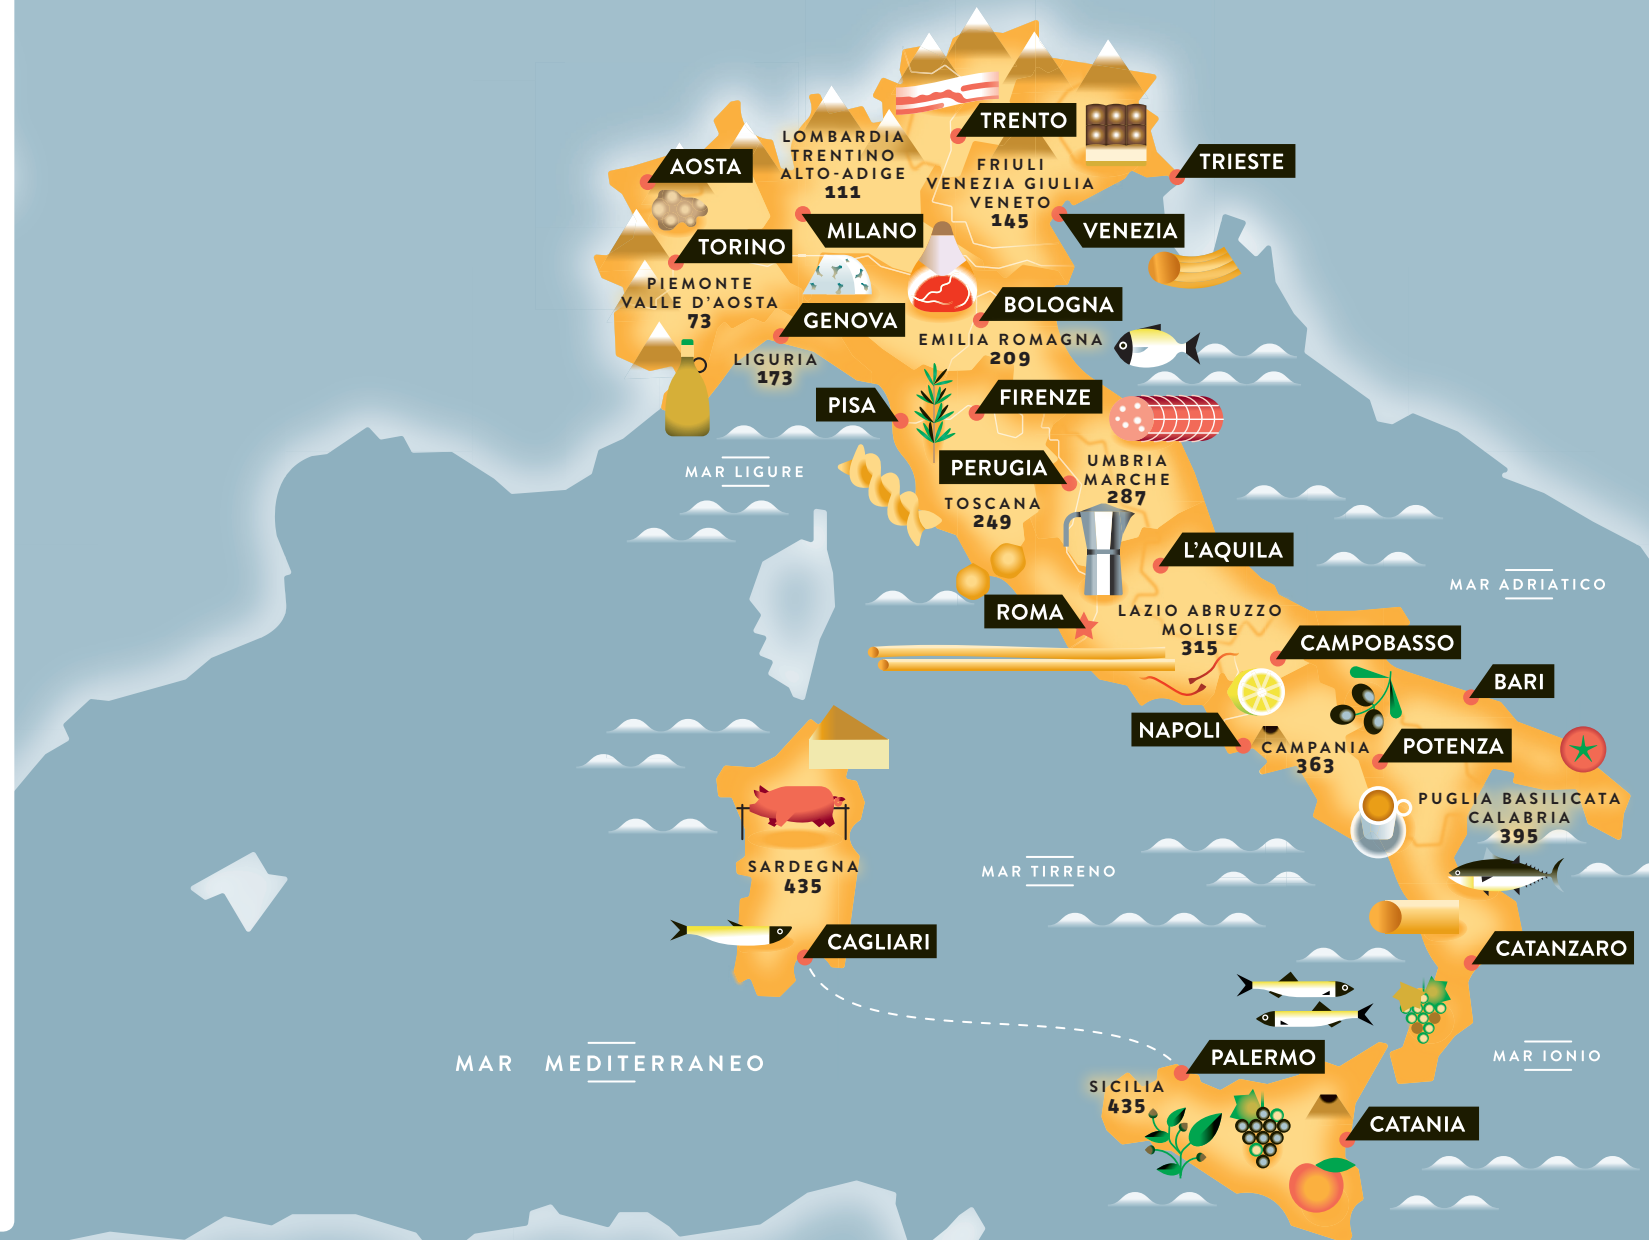 TRENTO
LOMBARDIA
TRENTINO
ALTO-ADIGE
111
FRIULI
VENEZIA GIULIA
VENETO
145
TRIESTE
AOSTA
MILANO
VENEZIA
TORINO
PIEMONTE
VALLE D'AOSTA
73
GENOVA
BOLOGNA
EMILIA ROMAGNA
209
LIGURIA
173
PISA
FIRENZE
MAR LIGURE
PERUGIA
UMBRIA
MARCHE
287
TOSCANA
249
L'AQUILA
MAR ADRIATICO
ROMA
LAZIO ABRUZZO
MOLISE
315
CAMPOBASSO
BARI
NAPOLI
CAMPANIA
363
POTENZA
PUGLIA BASILICATA
CALABRIA
395
SARDEGNA
435
MAR TIRRENO
CAGLIARI
CATANZARO
MAR MEDITERRANEO
PALERMO
MAR IONIO
SICILIA
435
CATANIA